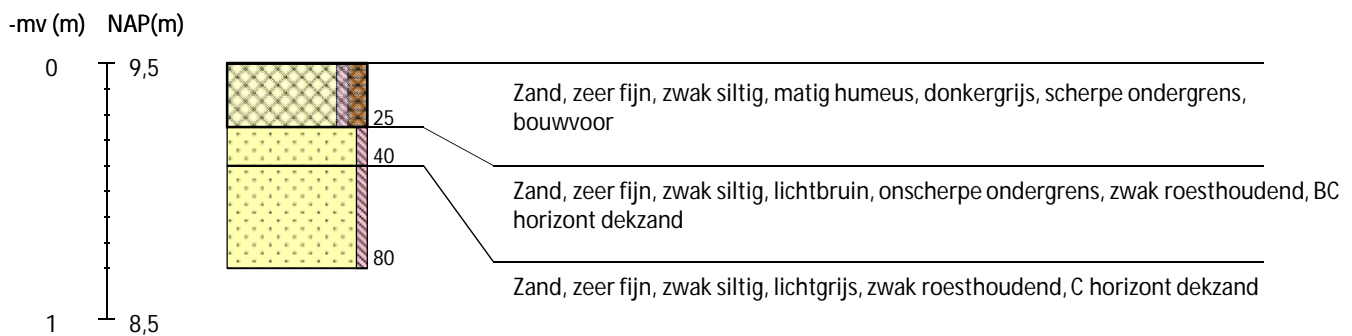 -mv (m) NAP(m)
0 9,5
Zand, zeer fijn, zwak siltig, matig humeus, donkergrijs, scherpe ondergrens,
bouwvoor
25
40
Zand, zeer fijn, zwak siltig, lichtbruin, onscherpe ondergrens, zwak roesthoudend, BC
horizont dekzand
80
Zand, zeer fijn, zwak siltig, lichtgrijs, zwak roesthoudend, C horizont dekzand
1 8,5